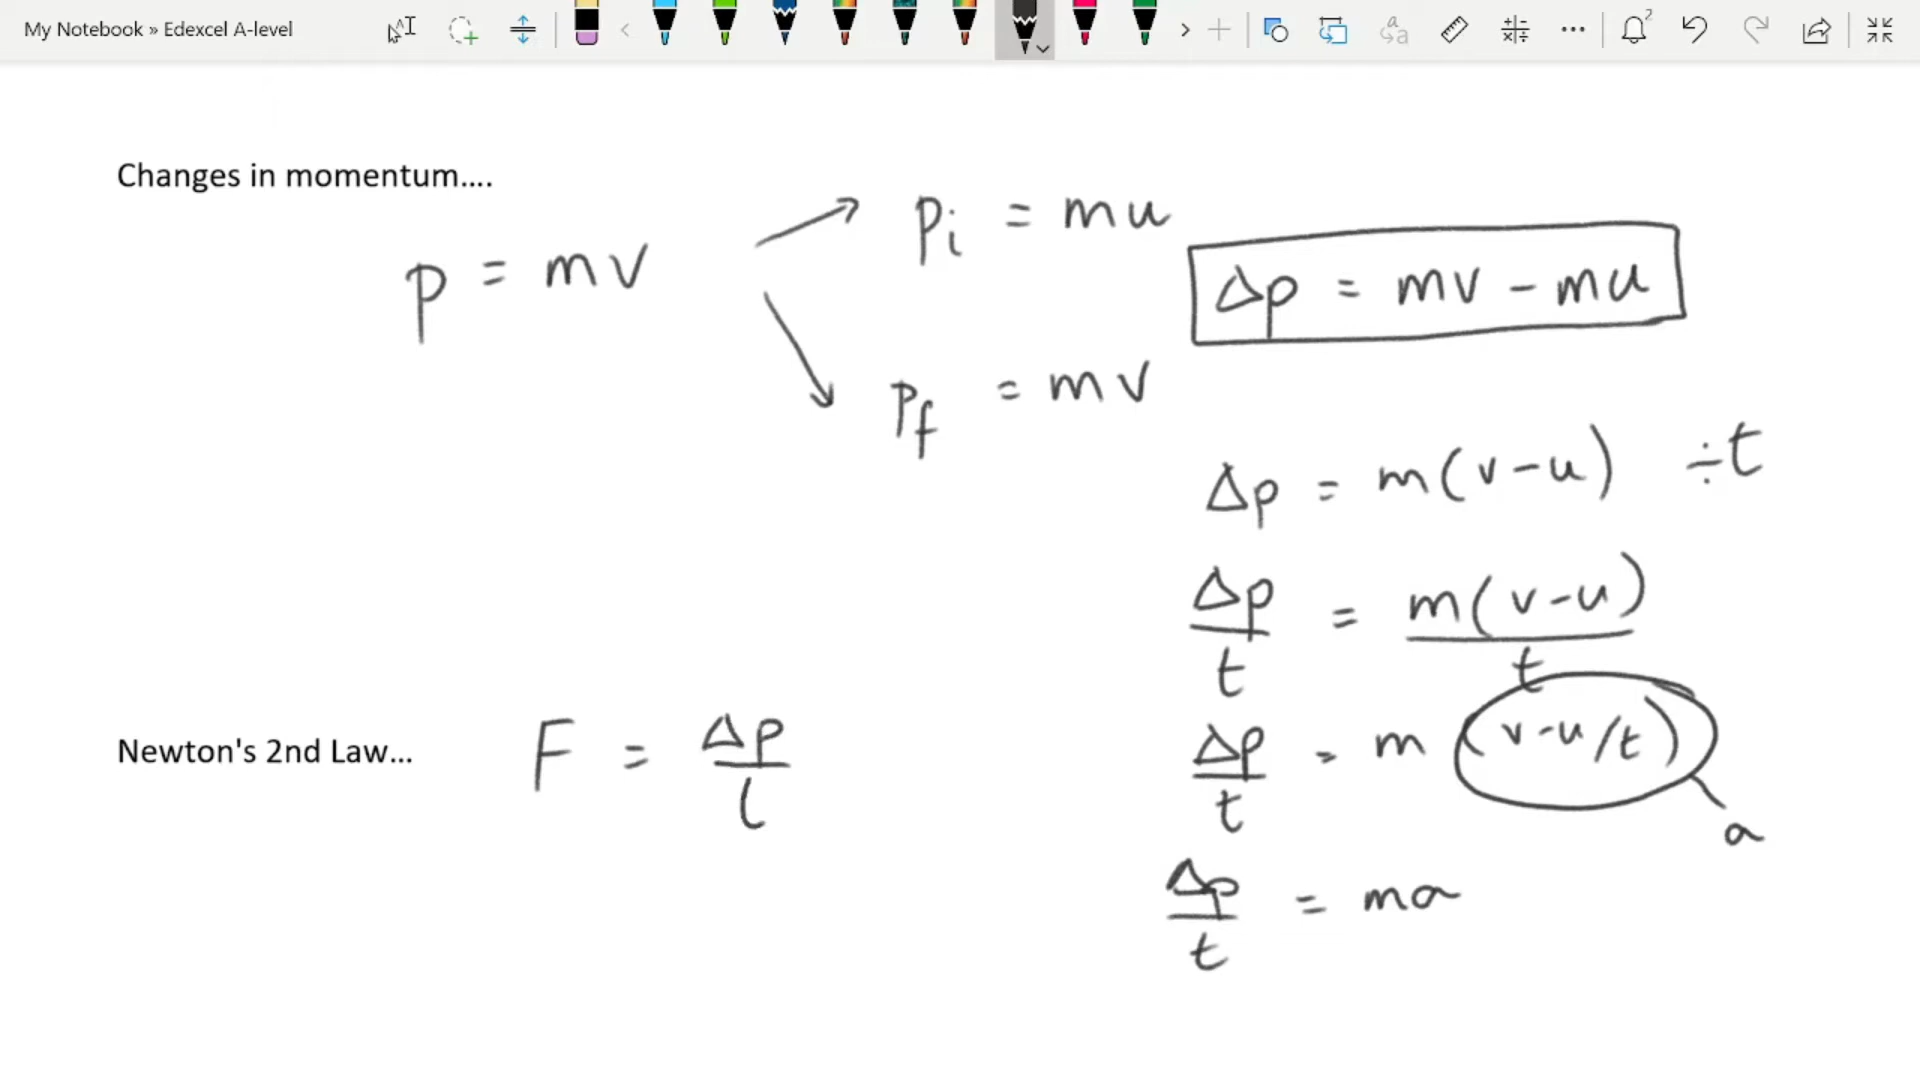 My Notebook » Edexcel A-level
Changes in momentum....
p = mv
pi = mu
Δp = mv - mu
pf = mv
Δp = m(v-u) ÷t
Δp/t = m(v-u)/t
Newton's 2nd Law...
F = Δp/t
Δp/t = m (v-u/t)
a
Δp/t = ma